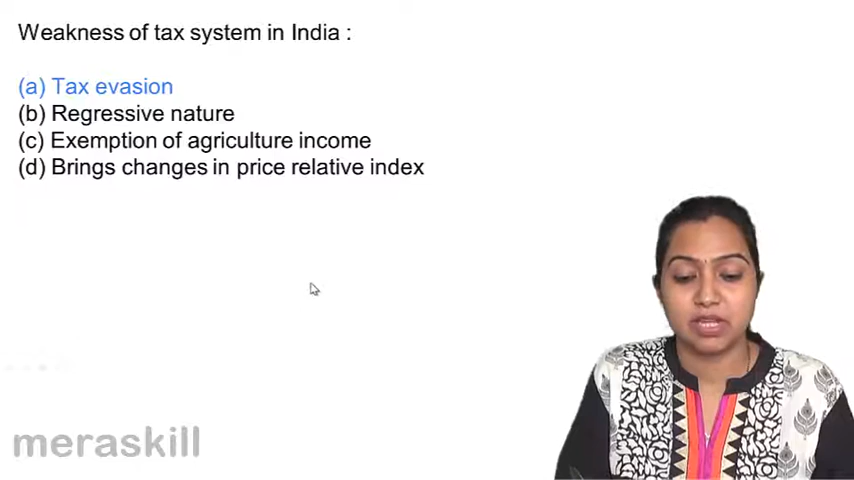 Weakness of tax system in India :
(a) Tax evasion
(b) Regressive nature
(c) Exemption of agriculture income
(d) Brings changes in price relative index
meraskill